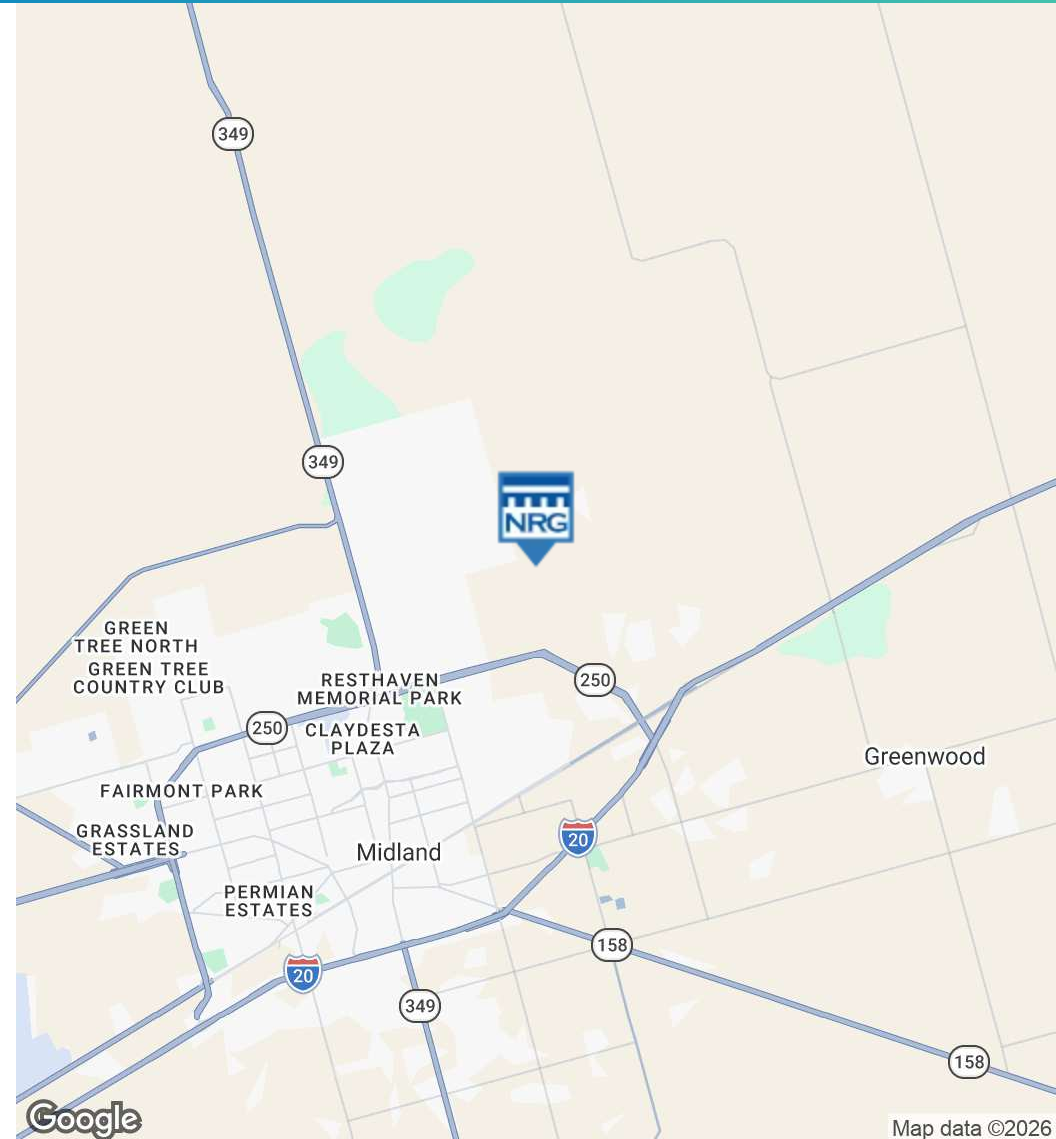 349
349
NRG
GREEN
TREE NORTH
GREEN TREE
COUNTRY CLUB
RESTHAVEN
MEMORIAL PARK
250
250
CLAYDESTA
PLAZA
Greenwood
FAIRMONT PARK
GRASSLAND
ESTATES
20
Midland
PERMIAN
ESTATES
158
20
349
158
Google
Map data ©2026